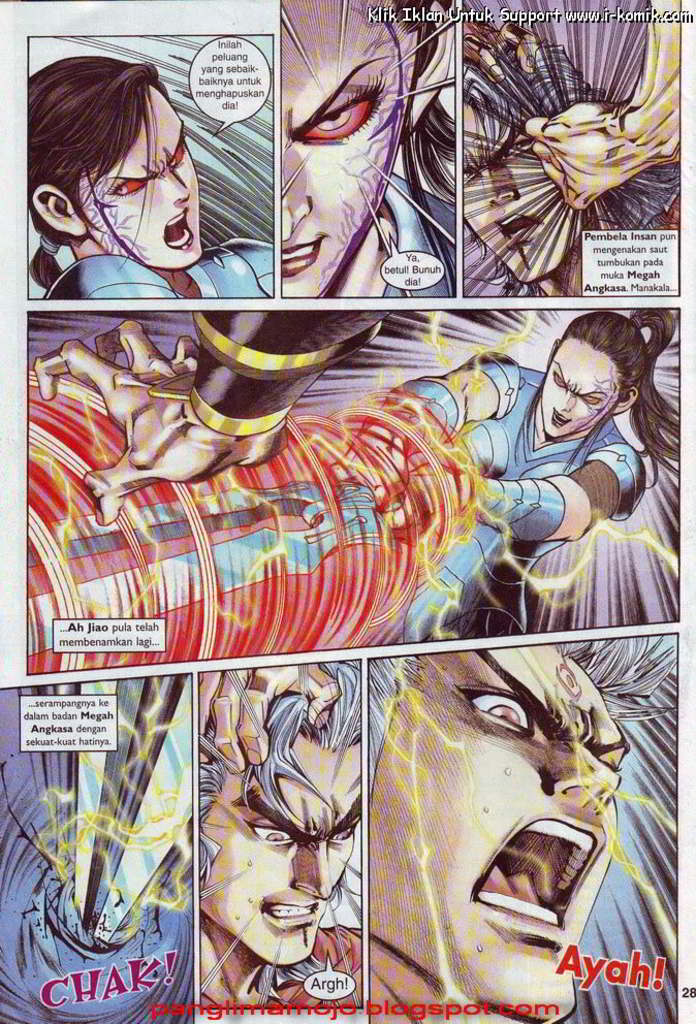 Klik Iklan Untuk Support www.i-komik.com
Inilah
peluang
yang sebaik-
baiknya untuk
menghapuskan
dia!
Ya,
betul! Bunuh
dia!
Pembela Insan pun
mengenakan saut
tumbukan pada
muka Megah
Angkasa. Manakala...
...Ah Jiao pula telah
membenamkan lagi...
...serampangnya ke
dalam badan Megah
Angkasa dengan
sekuat-kuat hatinya.
CHAK!
Argh!
Ayah!
28
panglimamojo.blogspot.com